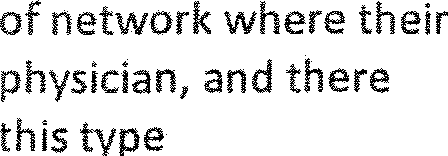 of network where their
physician, and there
this type